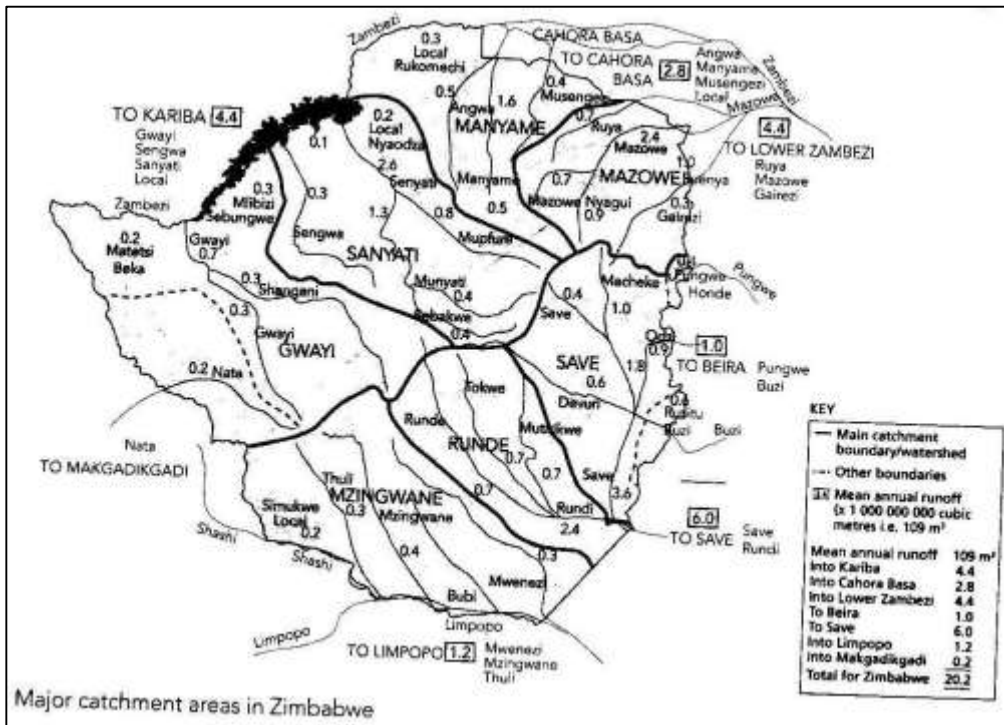 Zambezi
CAHORA BASA
0.3
Local
Rukomechi
TO CAHORA
BASA
2.8
Angwa
Manyame
Musengezi
Local
Zambezi
Mazowe
TO KARIBA 4.4
Gwayi
Sengwa
Sanyati
Local
0.1
0.2
Local
Nyaodza
0.5
Angwa
1.6
0.4
Musengezi
MANYAME
0.7
Ruya
2.4
Mazowe
4.4
TO LOWER ZAMBEZI
Ruya
Mazowe
Gairezi
Zambezi
0.3
Mlibizi
Sebungwe
0.3
Sengwa
2.6
Senyati
Manyame
0.5
MAZOWE
1.0
0.7
Mazowe
Nyagui
0.9
0.3
Gairezi
0.2
Matetsi
Beka
Gwayi
0.7
1.3
0.8
Mupfure
SANYATI
0.3
Shangani
Munyati
0.4
Sebakwe
0.4
Macheke
Pungwe
Honde
Pungwe
0.3
Gwayi
GWAYI
0.4
Save
1.0
SAVE
Odzi
0.9
1.0
TO BEIRA
Pungwe
Buzi
0.2
Nata
Tokwe
0.6
Devuri
1.8
0.6
Rusitu
Buzi
Buzi
Nata
TO MAKGADIKGADI
Runde
RUNDE
Mutirikwe
0.7
0.7
0.7
Save
3.6
Thuli
MZINGWANE
Mzingwane
0.3
Simukwe
Local
0.2
Rundi
2.4
6.0
TO SAVE
Save
Rundi
Shashi
Shashi
0.4
0.3
Mwenezi
Bubi
Limpopo
Limpopo
TO LIMPOPO 1.2
Mwenezi
Mzingwane
Thuli
KEY
Main catchment
boundary/watershed
Other boundaries
Mean annual runoff
(x 1 000 000 000 cubic
metres i.e. 109 m³
Mean annual runoff 109 m³
Into Kariba 4.4
Into Cahora Basa 2.8
Into Lower Zambezi 4.4
To Beira 1.0
To Save 6.0
Into Limpopo 1.2
Into Makgadikgadi 0.2
Total for Zimbabwe 20.2
Major catchment areas in Zimbabwe